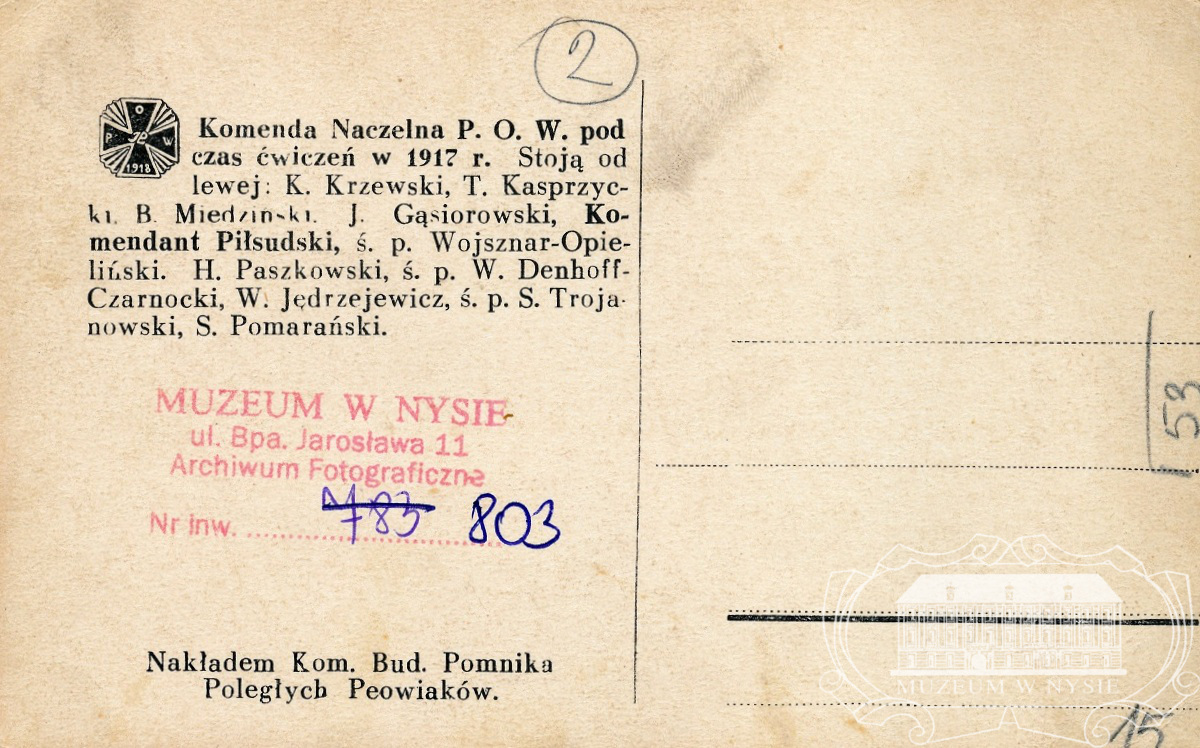 2
P O W
1918
Komenda Naczelna P. O. W. pod
czas ćwiczeń w 1917 r. Stoją od
lewej: K. Krzewski, T. Kasprzyc-
ki. B. Miedziński. J. Gąsiorowski, Ko-
mendant Piłsudski, ś. p. Wojsznar-Opie-
liński. H. Paszkowski, ś. p. W. Denhoff-
Czarnocki, W. Jędrzejewicz, ś. p. S. Troja-
nowski, S. Pomarański.
MUZEUM W NYSIE
ul. Bpa. Jarosława 11
Archiwum Fotograficzne
Nr inw. 783 803
Nakładem Kom. Bud. Pomnika
Poległych Peowiaków.
53
MUZEUM W NYSIE
15